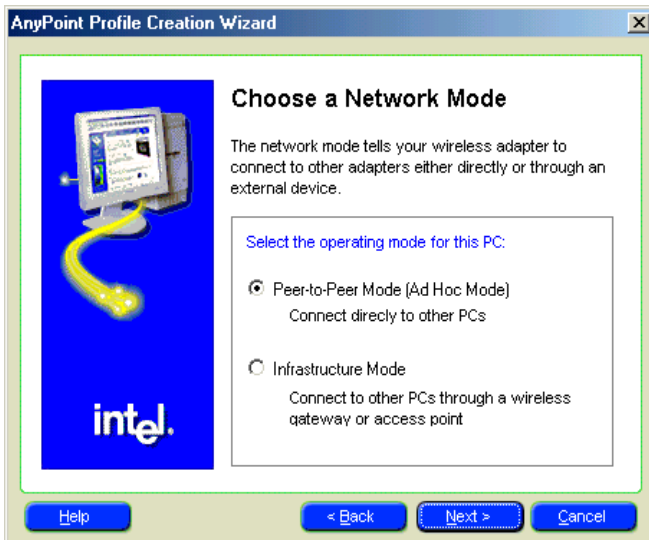 AnyPoint Profile Creation Wizard
Choose a Network Mode
The network mode tells your wireless adapter to
connect to other adapters either directly or through an
external device.
Select the operating mode for this PC:
Peer-to-Peer Mode (Ad Hoc Mode)
Connect direcly to other PCs
Infrastructure Mode
Connect to other PCs through a wireless
gateway or access point
intel.
Help
< Back
Next >
Cancel